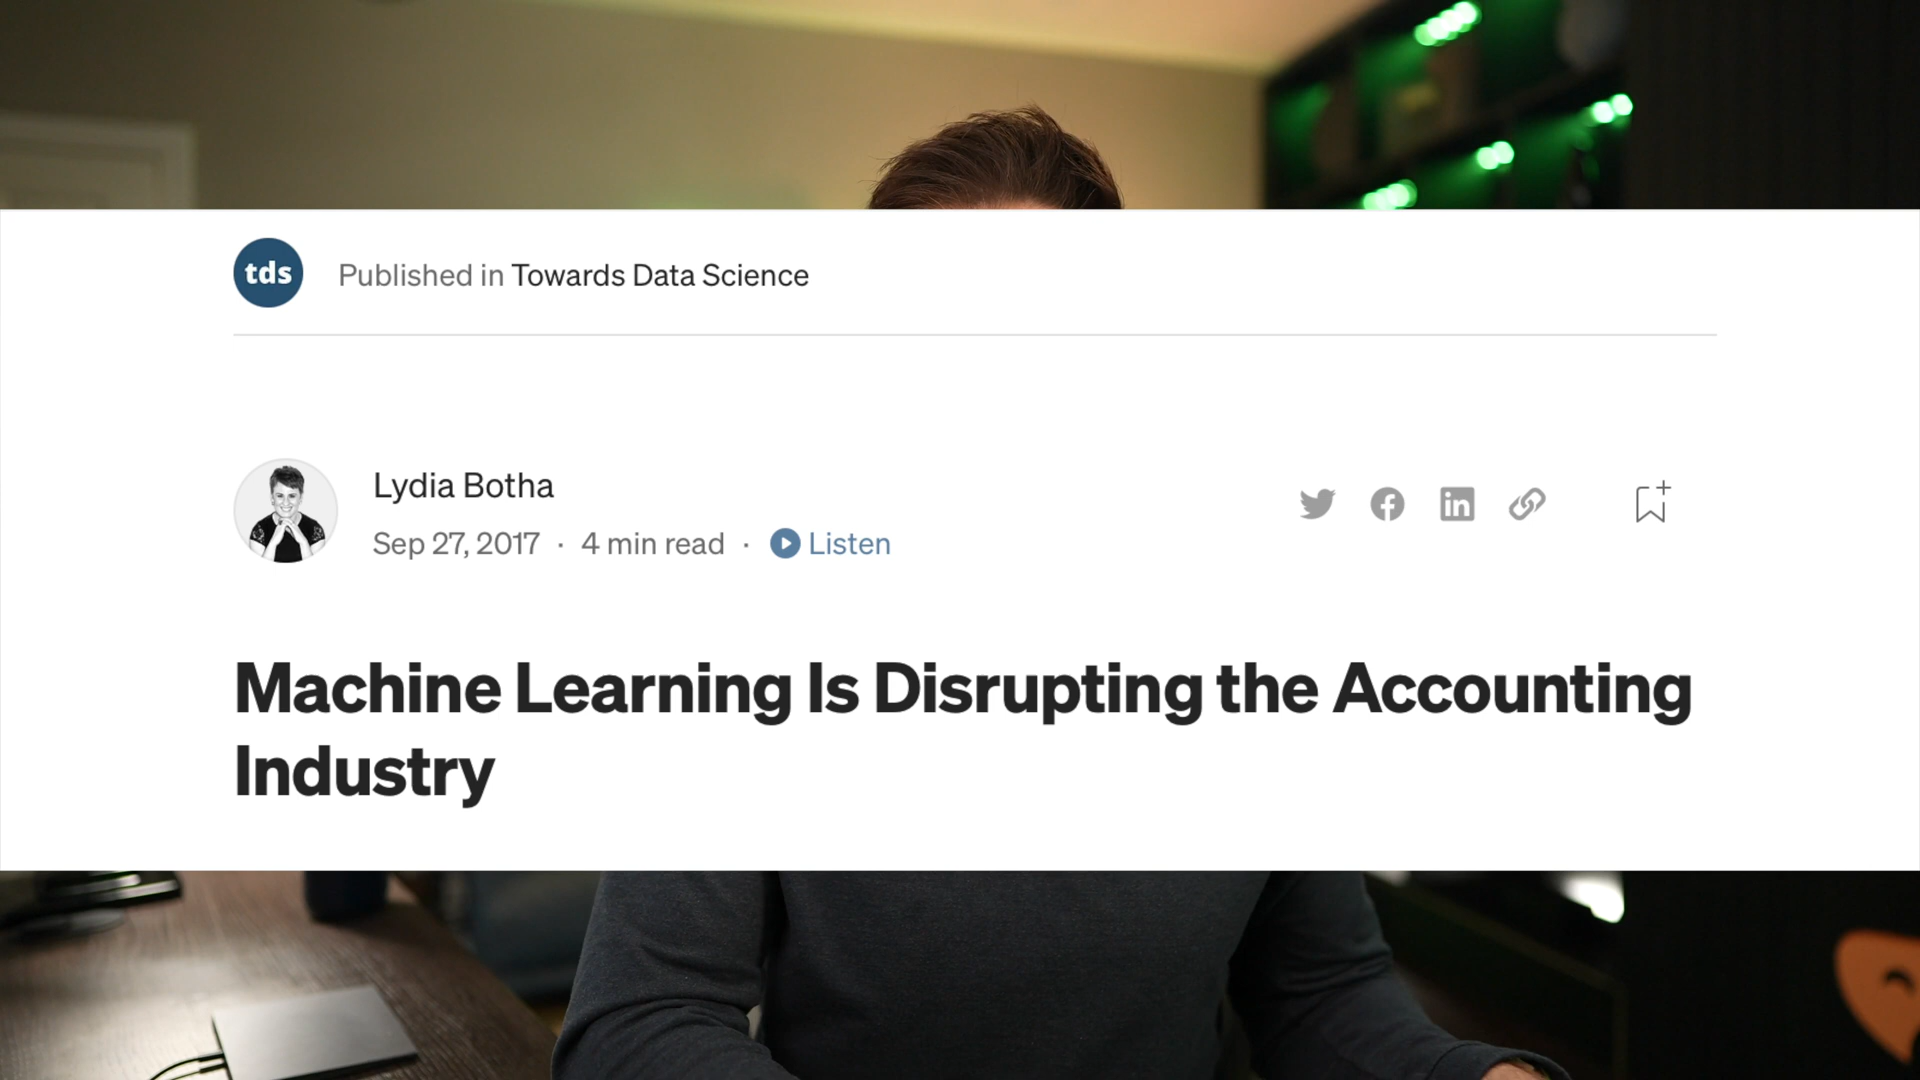 tds
Published in Towards Data Science
Lydia Botha
Sep 27, 2017 · 4 min read · Listen
Machine Learning Is Disrupting the Accounting
Industry